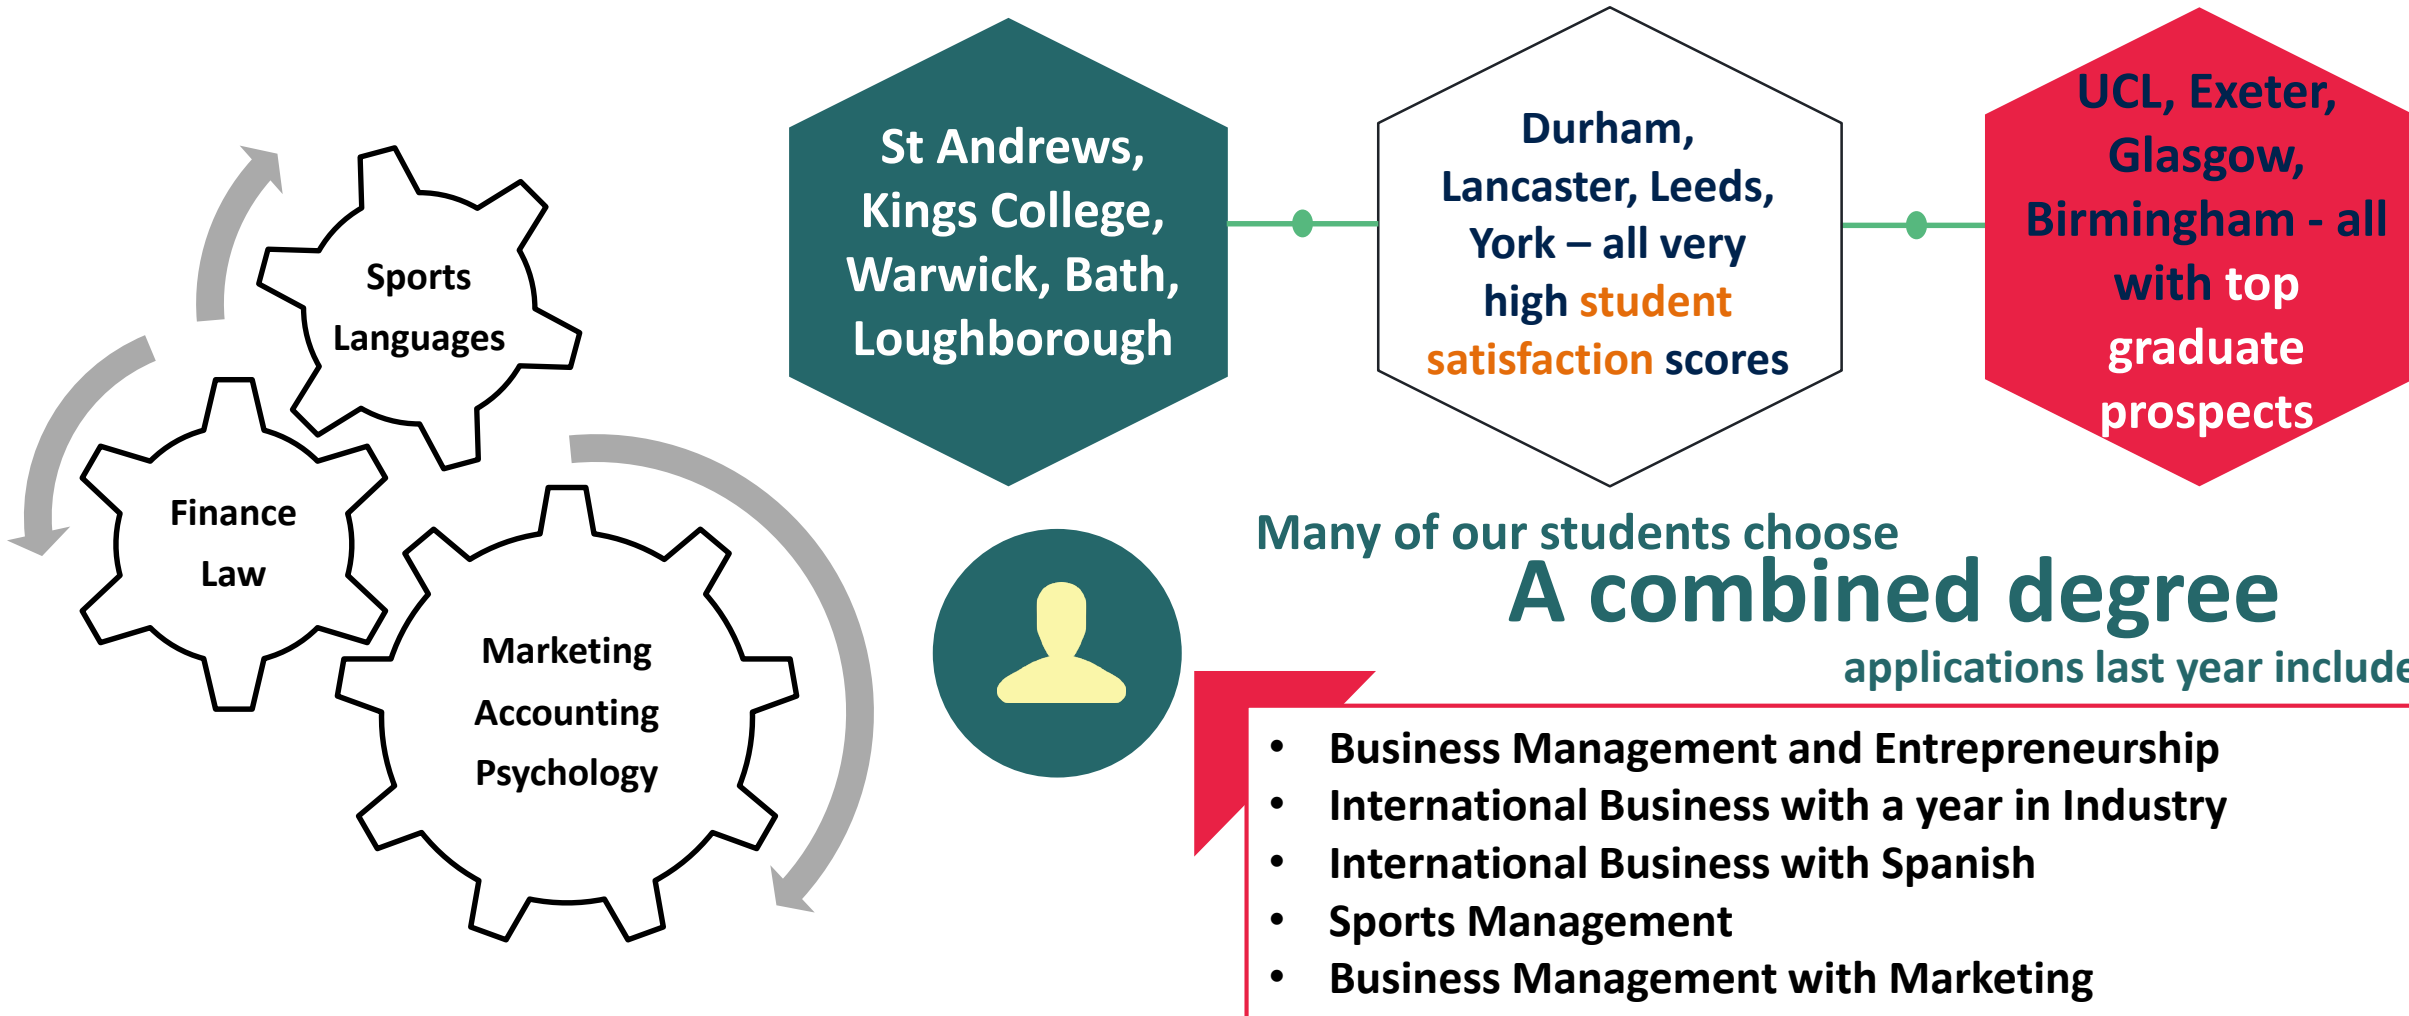 Sports
Languages
Finance
Law
Marketing
Accounting
Psychology
St Andrews,
Kings College,
Warwick, Bath,
Loughborough
Durham,
Lancaster, Leeds,
York – all very
high student
satisfaction scores
UCL, Exeter,
Glasgow,
Birmingham - all
with top
graduate
prospects
Many of our students choose
A combined degree
applications last year include
• Business Management and Entrepreneurship
• International Business with a year in Industry
• International Business with Spanish
• Sports Management
• Business Management with Marketing